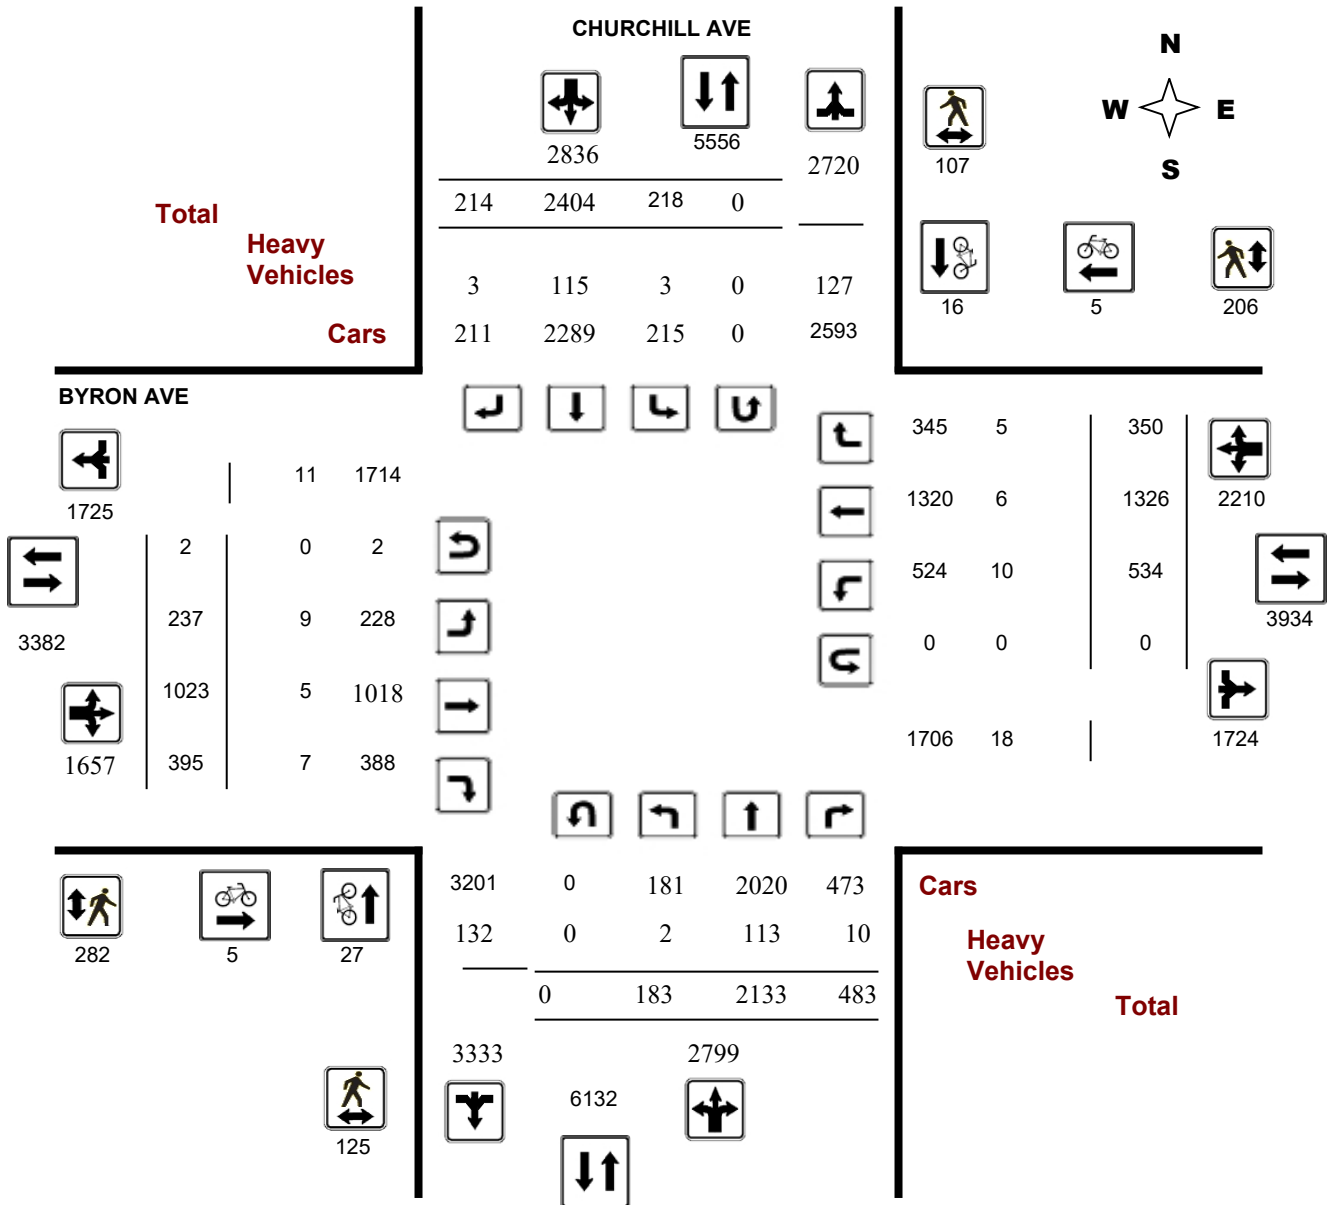 CHURCHILL AVE
N
W E
S
2836
5556
2720
107
214 2404 218 0
Total
Heavy
Vehicles
3 115 3 0 127
16 5 206
Cars
211 2289 215 0 2593
BYRON AVE
345 5 350
11 1714
1320 6 1326 2210
1725
2 0 2
524 10 534
3934
237 9 228
3382
0 0 0
1023 5 1018
1706 18 1724
1657 395 7 388
3201 0 181 2020 473
Cars
132 0 2 113 10
Heavy
Vehicles
282 5 27
0 183 2133 483
Total
3333 2799
6132
125